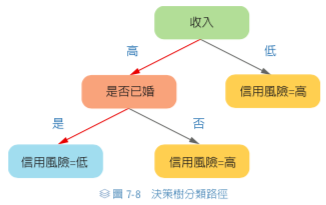 收入
高
低
是否已婚
信用風險=高
是
否
信用風險=低
信用風險=高
圖 7-8 決策樹分類路徑